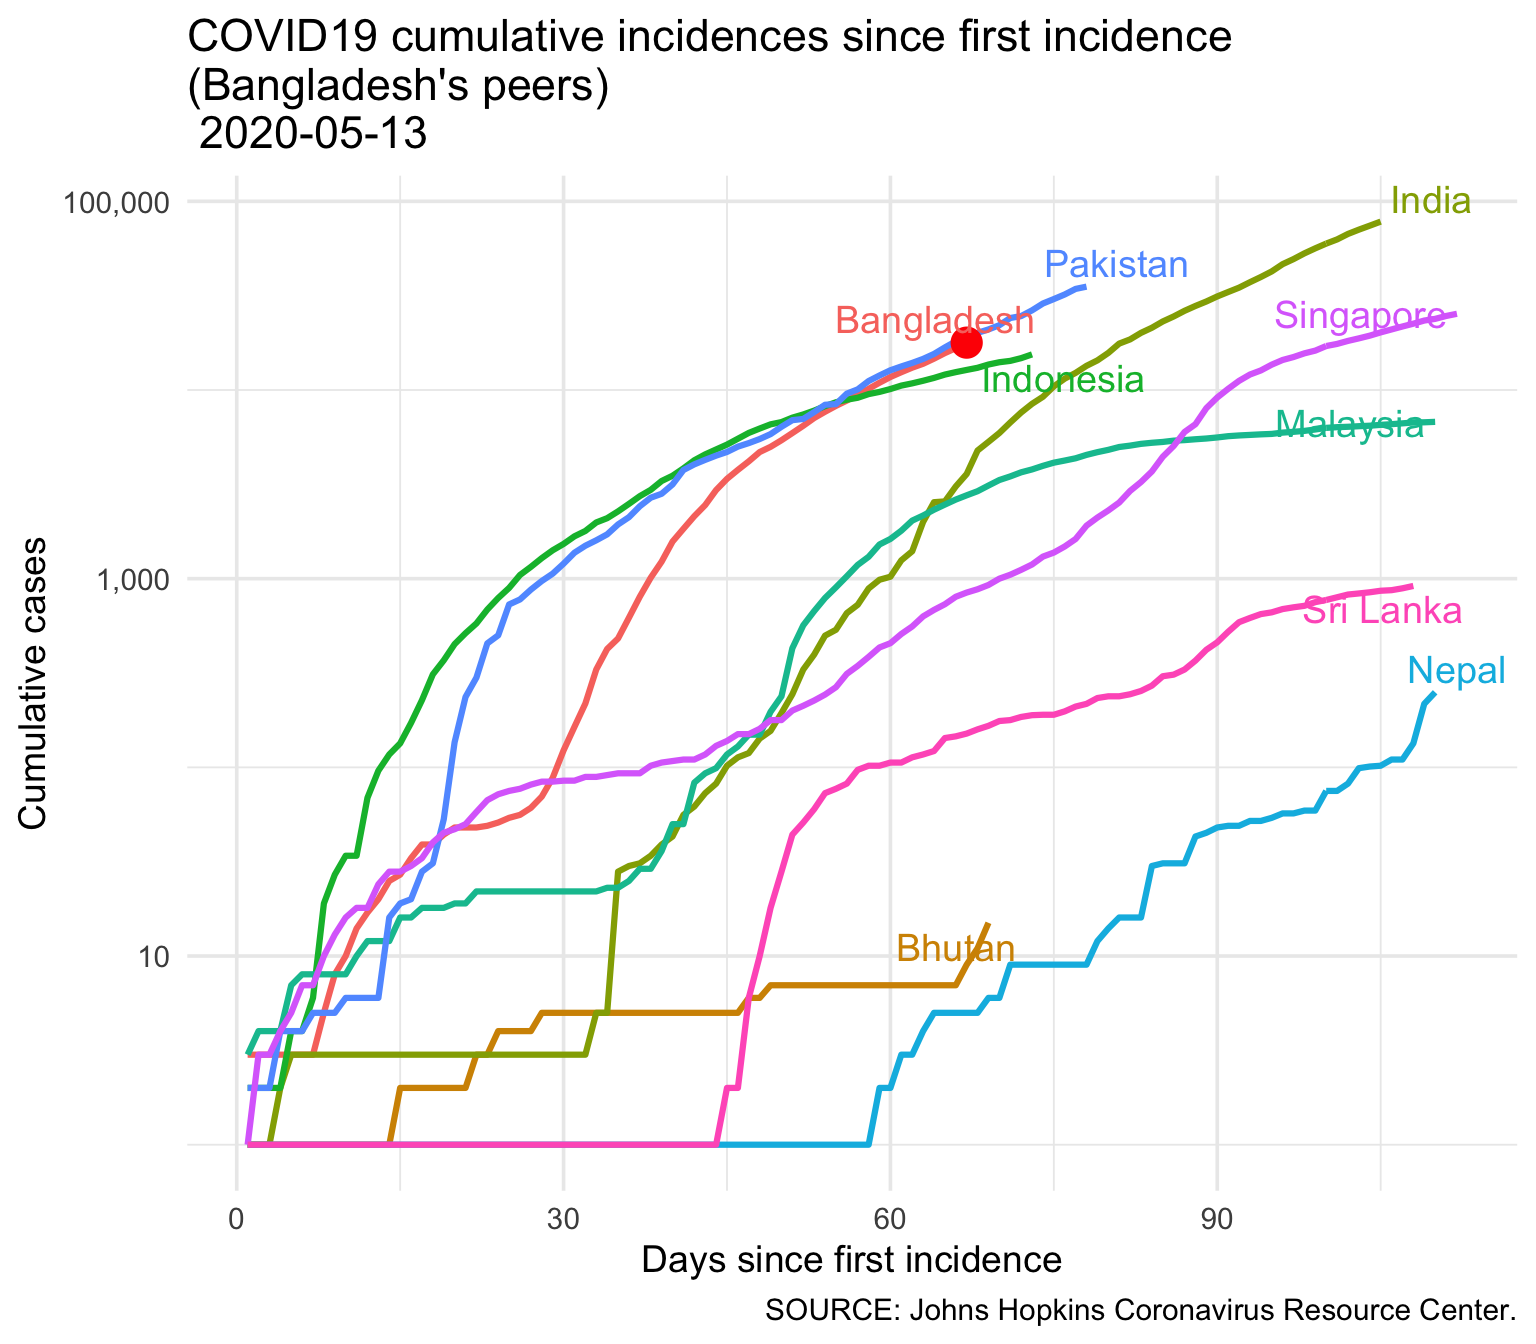 COVID19 cumulative incidences since first incidence
(Bangladesh's peers)
2020-05-13
100,000
1,000
10
Cumulative cases
India
Pakistan
Singapore
Bangladesh
Indonesia
Malaysia
Sri Lanka
Nepal
Bhutan
0 30 60 90
Days since first incidence
SOURCE: Johns Hopkins Coronavirus Resource Center.